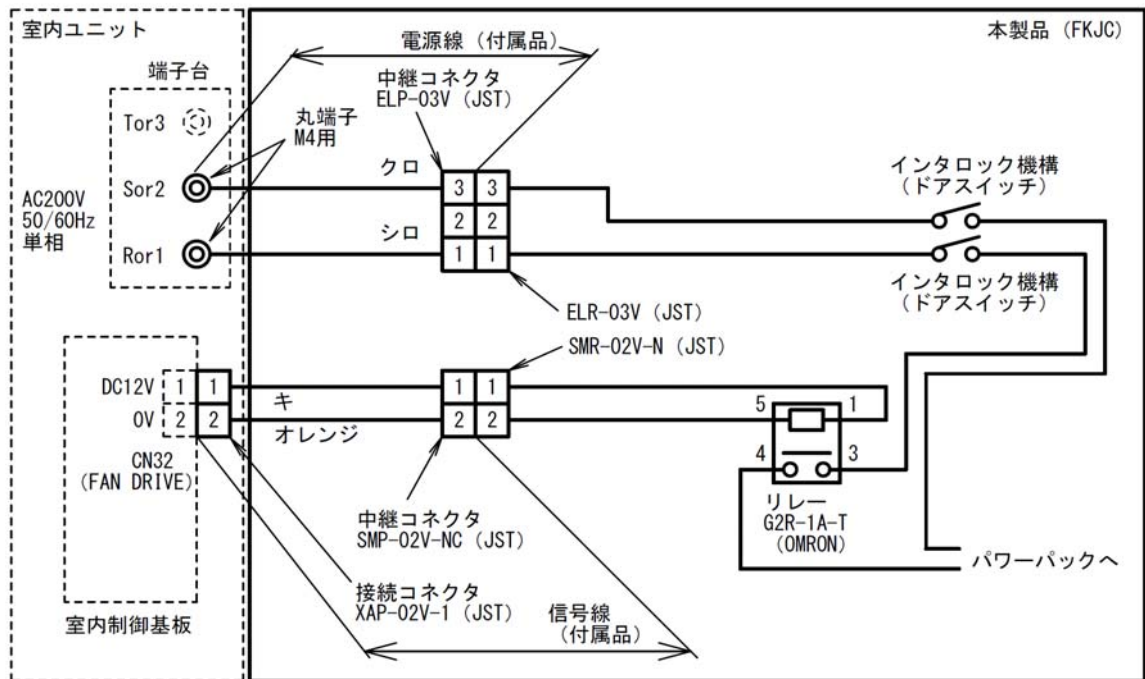 室内ユニット
本製品 (FKJC)
電源線 (付属品)
端子台
中継コネクタ
ELP-03V (JST)
丸端子
M4用
Tor3
クロ
3 3
インタロック機構
(ドアスイッチ)
AC200V
50/60Hz
単相
Sor2
2 2
シロ
Ror1
1 1
インタロック機構
(ドアスイッチ)
ELR-03V (JST)
SMR-02V-N (JST)
DC12V
1 1
キ
1 1
5
1
0V
2 2
オレンジ
2 2
4
3
CN32
(FAN DRIVE)
リレー
G2R-1A-T
(OMRON)
中継コネクタ
SMP-02V-NC (JST)
パワーパックへ
接続コネクタ
XAP-02V-1 (JST)
信号線
(付属品)
室内制御基板